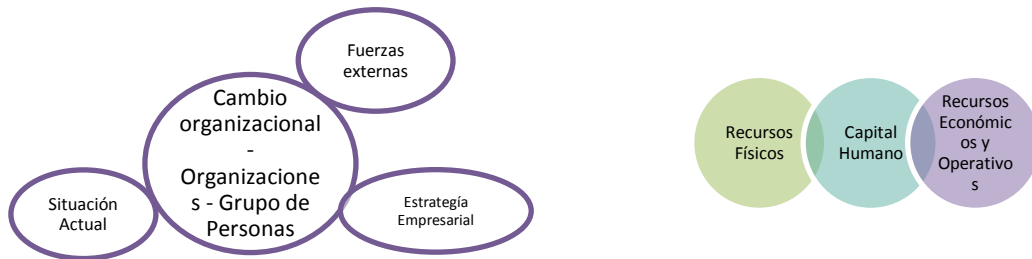 Fuerzas
externas
Cambio
organizacional
-
Organizacione
s - Grupo de
Personas
Situación
Actual
Estrategía
Empresarial
Recursos
Físicos
Capital
Humano
Recursos
Económic
os y
Operativo
s